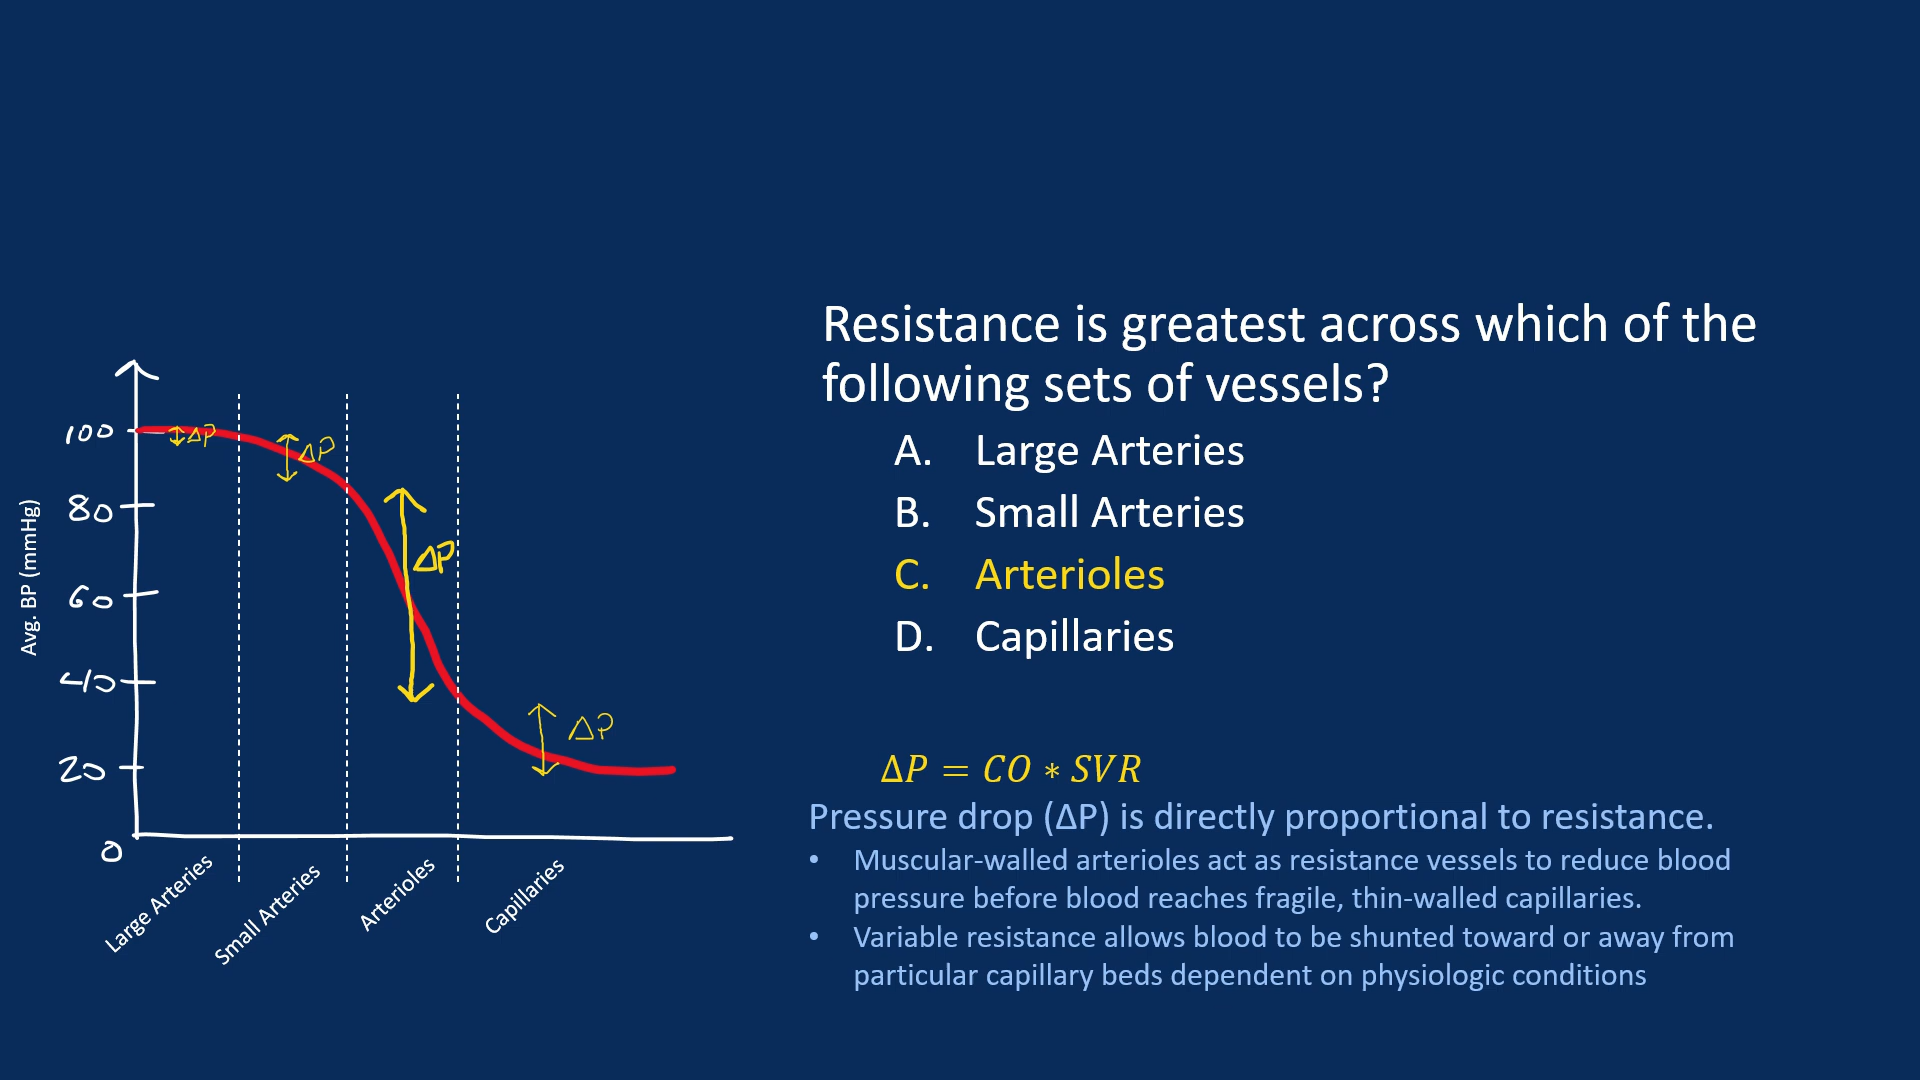 Resistance is greatest across which of the
following sets of vessels?
A. Large Arteries
B. Small Arteries
C. Arterioles
D. Capillaries
ΔP = CO ∗ SVR
Pressure drop (ΔP) is directly proportional to resistance.
• Muscular-walled arterioles act as resistance vessels to reduce blood
pressure before blood reaches fragile, thin-walled capillaries.
• Variable resistance allows blood to be shunted toward or away from
particular capillary beds dependent on physiologic conditions
Avg. BP (mmHg)
100
80
60
40
20
0
ΔP
ΔP
ΔP
ΔP
Large Arteries
Small Arteries
Arterioles
Capillaries